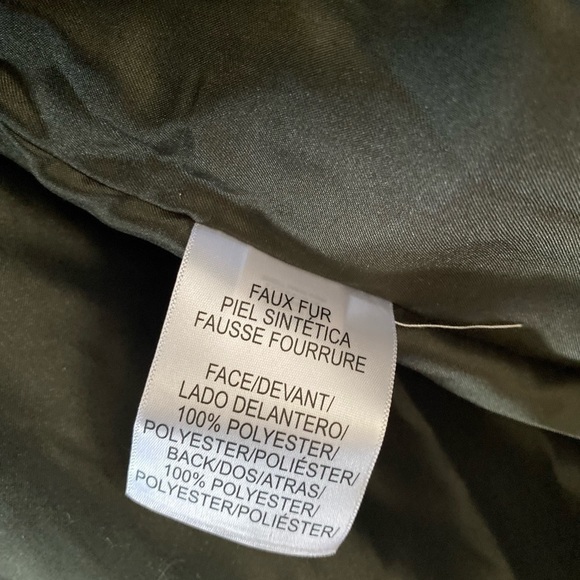 FAUX FUR
PIEL SINTÉTICA
FAUSSE FOURRURE
FACE/DEVANT/
LADO DELANTERO/
100% POLYESTER/
POLYESTER/POLIÉSTER/
BACK/DOS/ATRAS/
100% POLYESTER/
POLYESTER/POLIÉSTER/